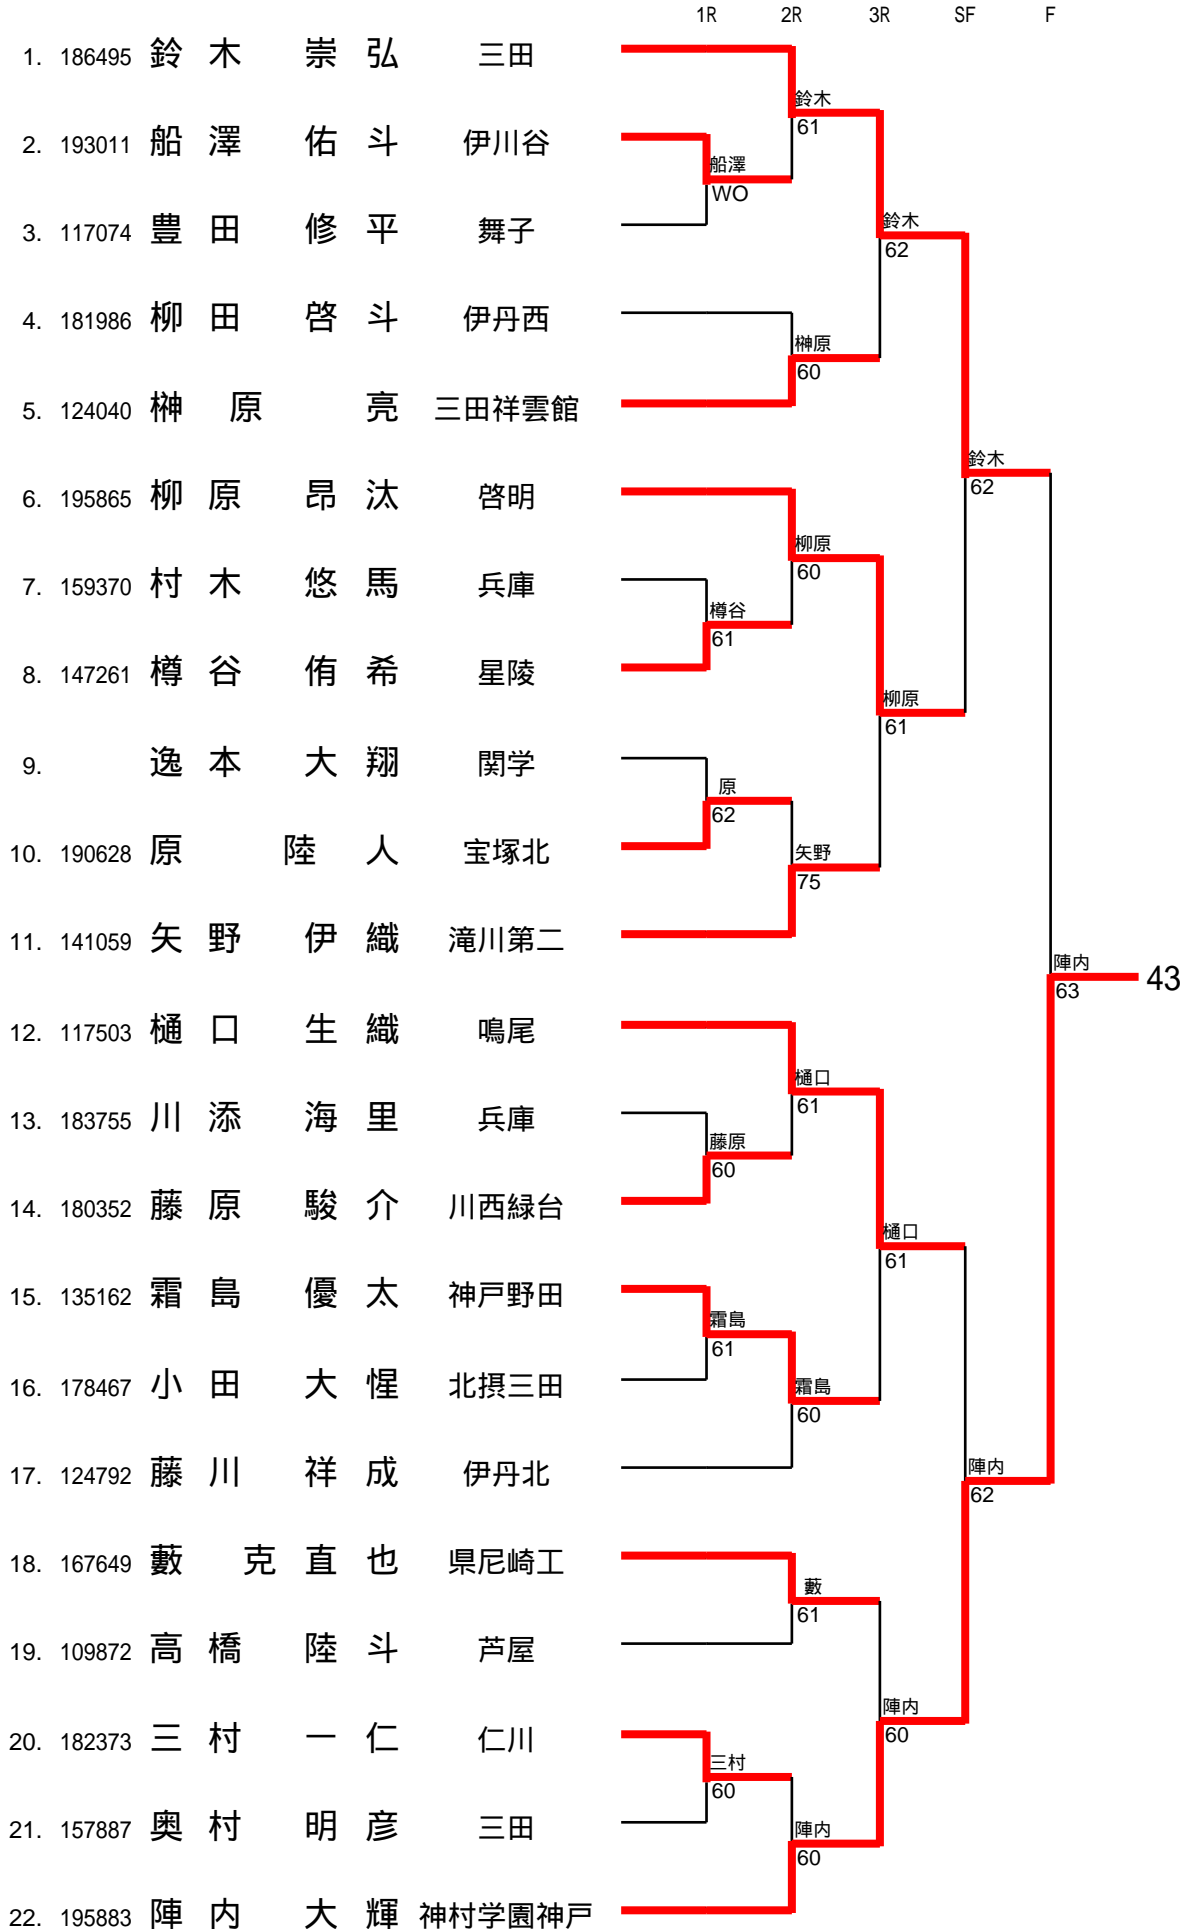 1R 2R 3R SF F
1. 186495 鈴木 崇弘 三田
鈴木
61
2. 193011 船澤 佑斗 伊川谷
船澤
WO
3. 117074 豊田 修平 舞子
鈴木
62
4. 181986 柳田 啓斗 伊丹西
榊原
60
5. 124040 榊原 亮 三田祥雲館
鈴木
62
6. 195865 柳原 昂汰 啓明
柳原
60
7. 159370 村木 悠馬 兵庫
樽谷
61
8. 147261 樽谷 侑希 星陵
柳原
61
9. 逸本 大翔 関学
原
62
10. 190628 原 陸人 宝塚北
矢野
75
11. 141059 矢野 伊織 滝川第二
陣内
63
43
12. 117503 樋口 生織 鳴尾
樋口
61
13. 183755 川添 海里 兵庫
藤原
60
14. 180352 藤原 駿介 川西緑台
樋口
61
15. 135162 霜島 優太 神戸野田
霜島
61
16. 178467 小田 大惺 北摂三田
霜島
60
17. 124792 藤川 祥成 伊丹北
陣内
62
18. 167649 藪 克直也 県尼崎工
藪
61
19. 109872 高橋 陸斗 芦屋
陣内
60
20. 182373 三村 一仁 仁川
三村
60
21. 157887 奥村 明彦 三田
陣内
60
22. 195883 陣内 大輝 神村学園神戸